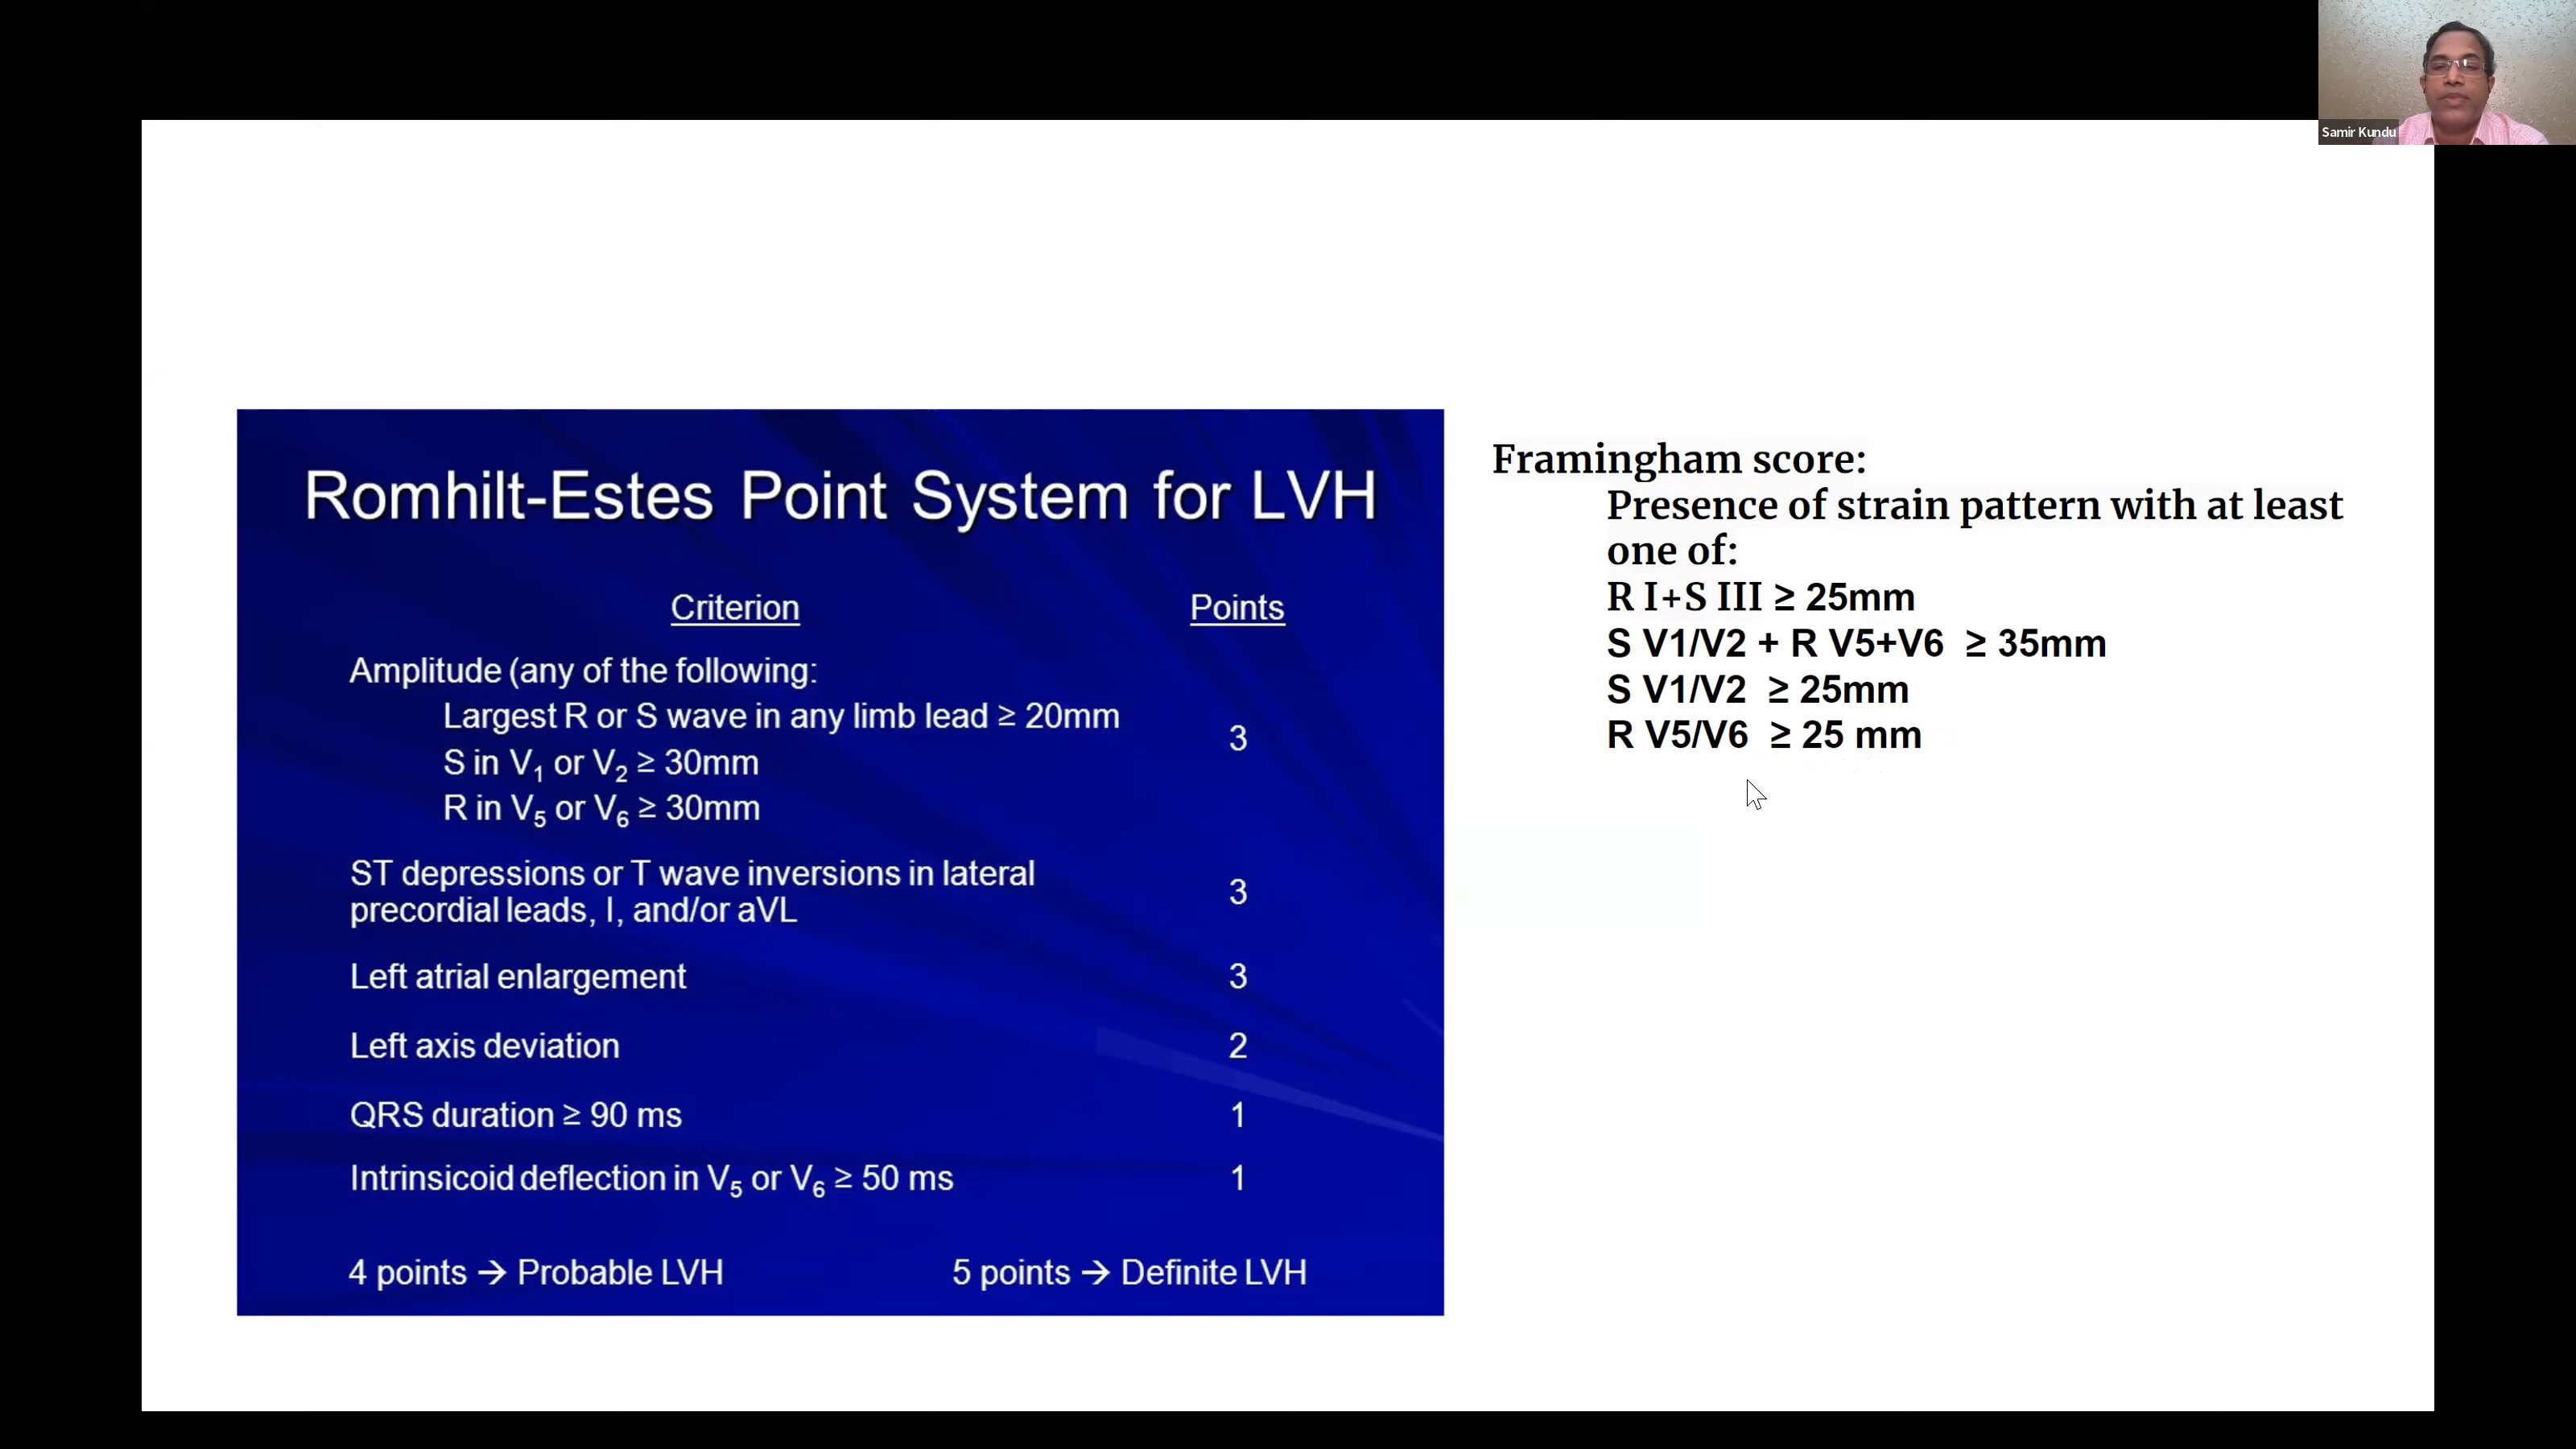 Samir Kundu
Romhilt-Estes Point System for LVH
Criterion Points
Amplitude (any of the following:
Largest R or S wave in any limb lead ≥ 20mm
S in V₁ or V₂ ≥ 30mm
3
R in V₅ or V₆ ≥ 30mm
ST depressions or T wave inversions in lateral
precordial leads, I, and/or aVL
3
Left atrial enlargement 3
Left axis deviation 2
QRS duration ≥ 90 ms 1
Intrinsicoid deflection in V₅ or V₆ ≥ 50 ms 1
4 points → Probable LVH 5 points → Definite LVH
Framingham score:
Presence of strain pattern with at least
one of:
R I+S III ≥ 25mm
S V1/V2 + R V5+V6 ≥ 35mm
S V1/V2 ≥ 25mm
R V5/V6 ≥ 25 mm